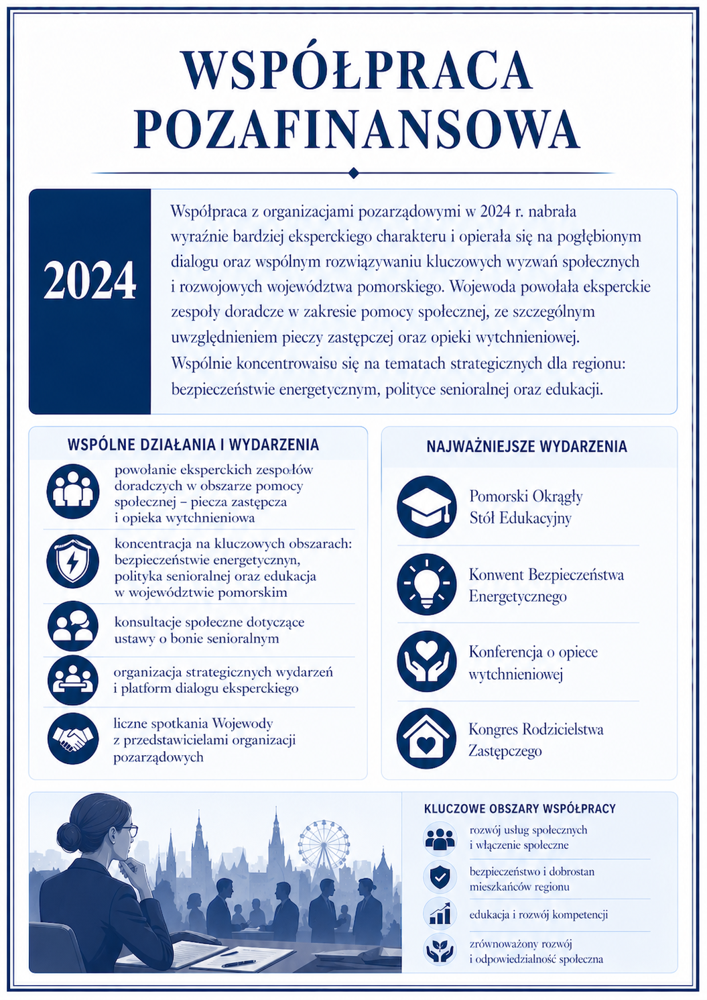 WSPÓŁPRACA
POZAFINANSOWA
2024
Współpraca z organizacjami pozarządowymi w 2024 r. nabrała
wyraźnie bardziej eksperckiego charakteru i opierała się na pogłębionym
dialogu oraz wspólnym rozwiązywaniu kluczowych wyzwań społecznych
i rozwojowych województwa pomorskiego. Wojewoda powołała eksperckie
zespoły doradcze w zakresie pomocy społecznej, ze szczególnym
uwzględnieniem pieczy zastępczej oraz opieki wytchnieniowej.
Wspólnie koncentrowaisu się na tematach strategicznych dla regionu:
bezpieczeństwie energetycznym, polityce senioralnej oraz edukacji.
WSPÓLNE DZIAŁANIA I WYDARZENIA
powołanie eksperckich zespołów
doradczych w obszarze pomocy
społecznej – piecza zastępcza
i opieka wytchnieniowa
koncentracja na kluczowych obszarach:
bezpieczeństwie energetycznyn,
polityka senioralnej oraz edukacja
w województwie pomorskim
konsultacje społeczne dotyczące
ustawy o bonie senioralnym
organizacja strategicznych wydarzeń
i platform dialogu eksperckiego
liczne spotkania Wojewody
z przedstawicielami organizacji
pozarządowych
NAJWAŻNIEJSZE WYDARZENIA
Pomorski Okrągły
Stół Edukacyjny
Konwent Bezpieczeństwa
Energetycznego
Konferencja o opiece
wytchnieniowej
Kongres Rodzicielstwa
Zastępczego
KLUCZOWE OBSZARY WSPÓŁPRACY
rozwój usług społecznych
i włączenie społeczne
bezpieczeństwo i dobrostan
mieszkańców regionu
edukacja i rozwój kompetencji
zrównoważony rozwój
i odpowiedzialność społeczna